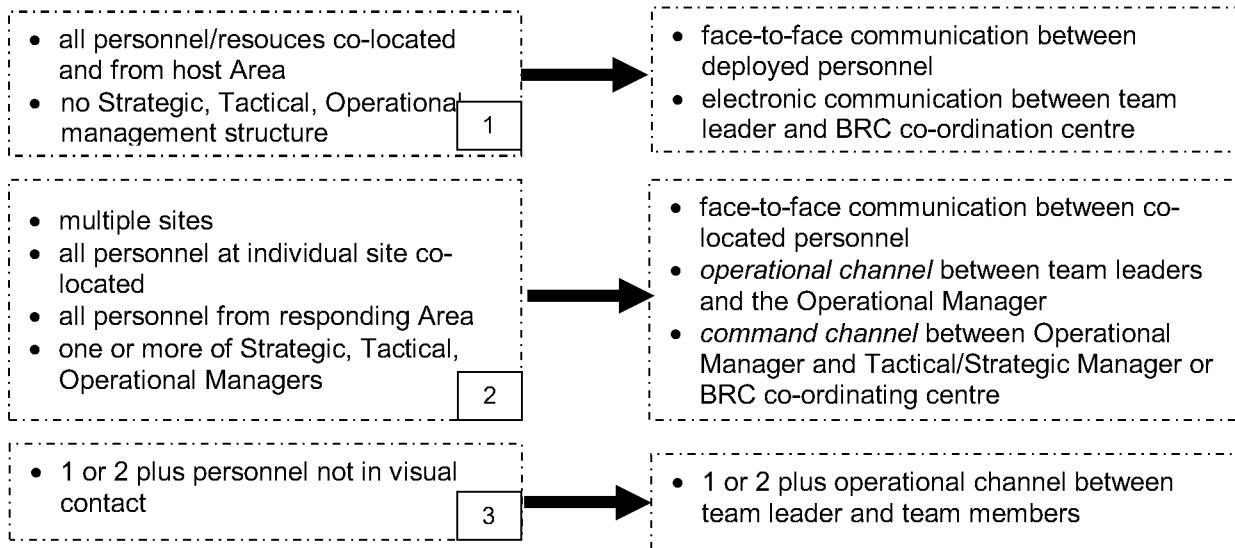 • all personnel/resouces co-located
and from host Area
• no Strategic, Tactical, Operational
management structure
1
• face-to-face communication between
deployed personnel
• electronic communication between team
leader and BRC co-ordination centre
• multiple sites
• all personnel at individual site co-
located
• all personnel from responding Area
• one or more of Strategic, Tactical,
Operational Managers
2
• face-to-face communication between co-
located personnel
• operational channel between team leaders
and the Operational Manager
• command channel between Operational
Manager and Tactical/Strategic Manager or
BRC co-ordinating centre
• 1 or 2 plus personnel not in visual
contact
3
• 1 or 2 plus operational channel between
team leader and team members